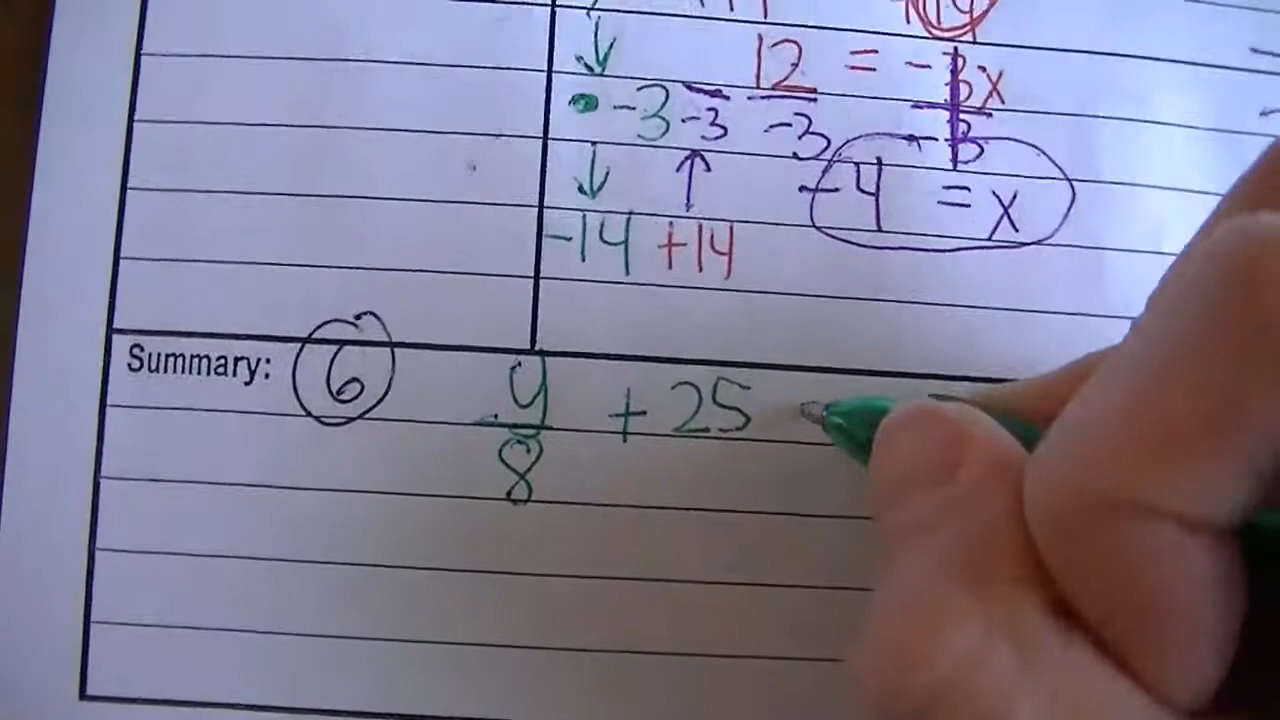 12 = -3x
• -3 ÷ -3 -3 -3
-4 = x
-14 +14
Summary: 6 y/8 + 25